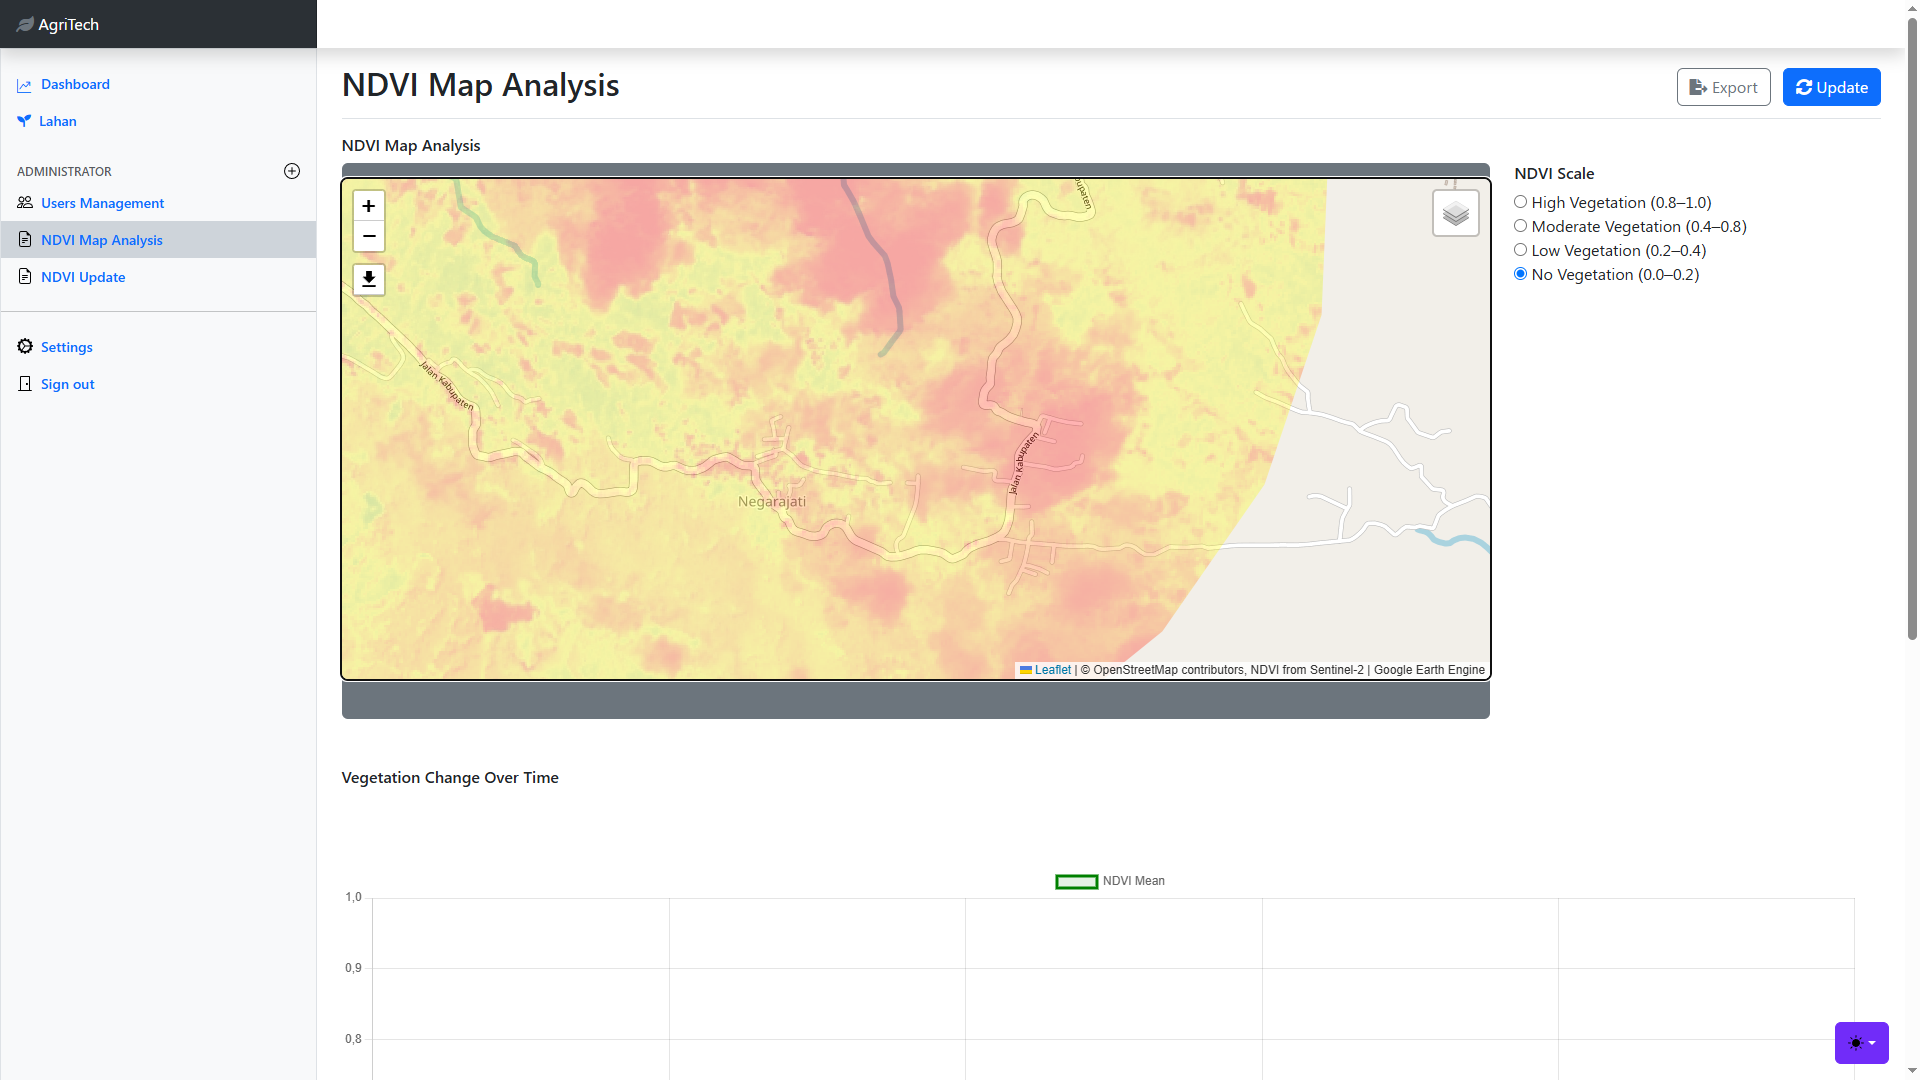 AgriTech
Dashboard
Lahan
ADMINISTRATOR
Users Management
NDVI Map Analysis
NDVI Update
Settings
Sign out
NDVI Map Analysis
Export
Update
NDVI Map Analysis
+
−
Jalan Kabupaten
Negarajati
Jalan Kabupaten
bupaten
Leaflet | © OpenStreetMap contributors, NDVI from Sentinel-2 | Google Earth Engine
NDVI Scale
High Vegetation (0.8–1.0)
Moderate Vegetation (0.4–0.8)
Low Vegetation (0.2–0.4)
No Vegetation (0.0–0.2)
Vegetation Change Over Time
NDVI Mean
1,0
0,9
0,8